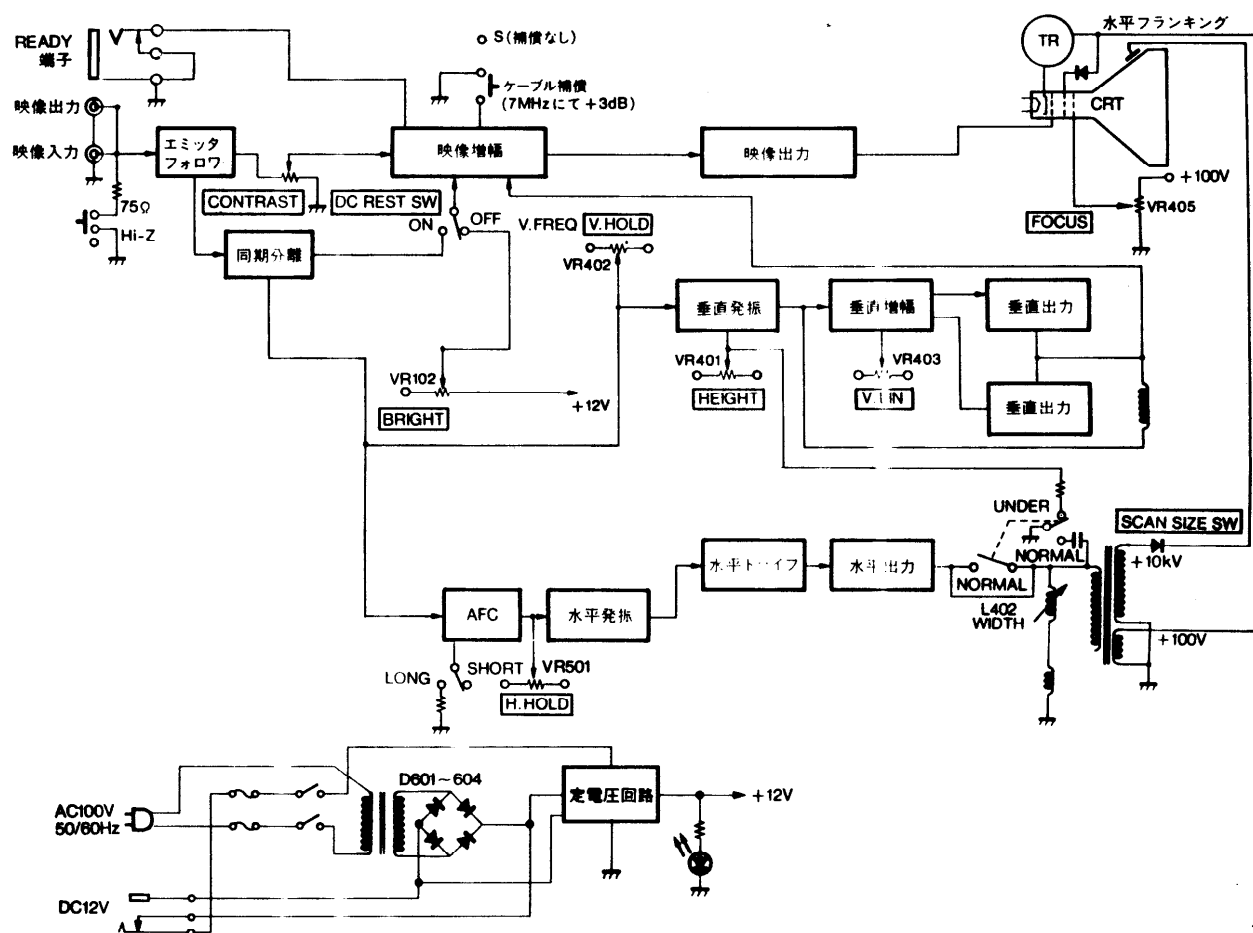 READY
端子
S(補償なし)
ケーブル補償
(7MHzにて+3dB)
TR
水平フランキング
CRT
映像出力
映像入力
エミッタ
フォロワ
映像増幅
映像出力
+100V
VR405
FOCUS
75Ω
Hi-Z
CONTRAST
DC REST SW
ON
OFF
V.FREQ
V.HOLD
VR402
同期分離
垂直発振
垂直増幅
垂直出力
VR401
HEIGHT
VR403
垂直出力
VR102
BRIGHT
+12V
UNDER
SCAN SIZE SW
NORMAL
+10kV
水平出力
NORMAL
L402
WIDTH
+100V
AFC
水平発振
LONG
SHORT
VR501
H.HOLD
AC100V
50/60Hz
D601～604
定電圧回路
+12V
DC12V